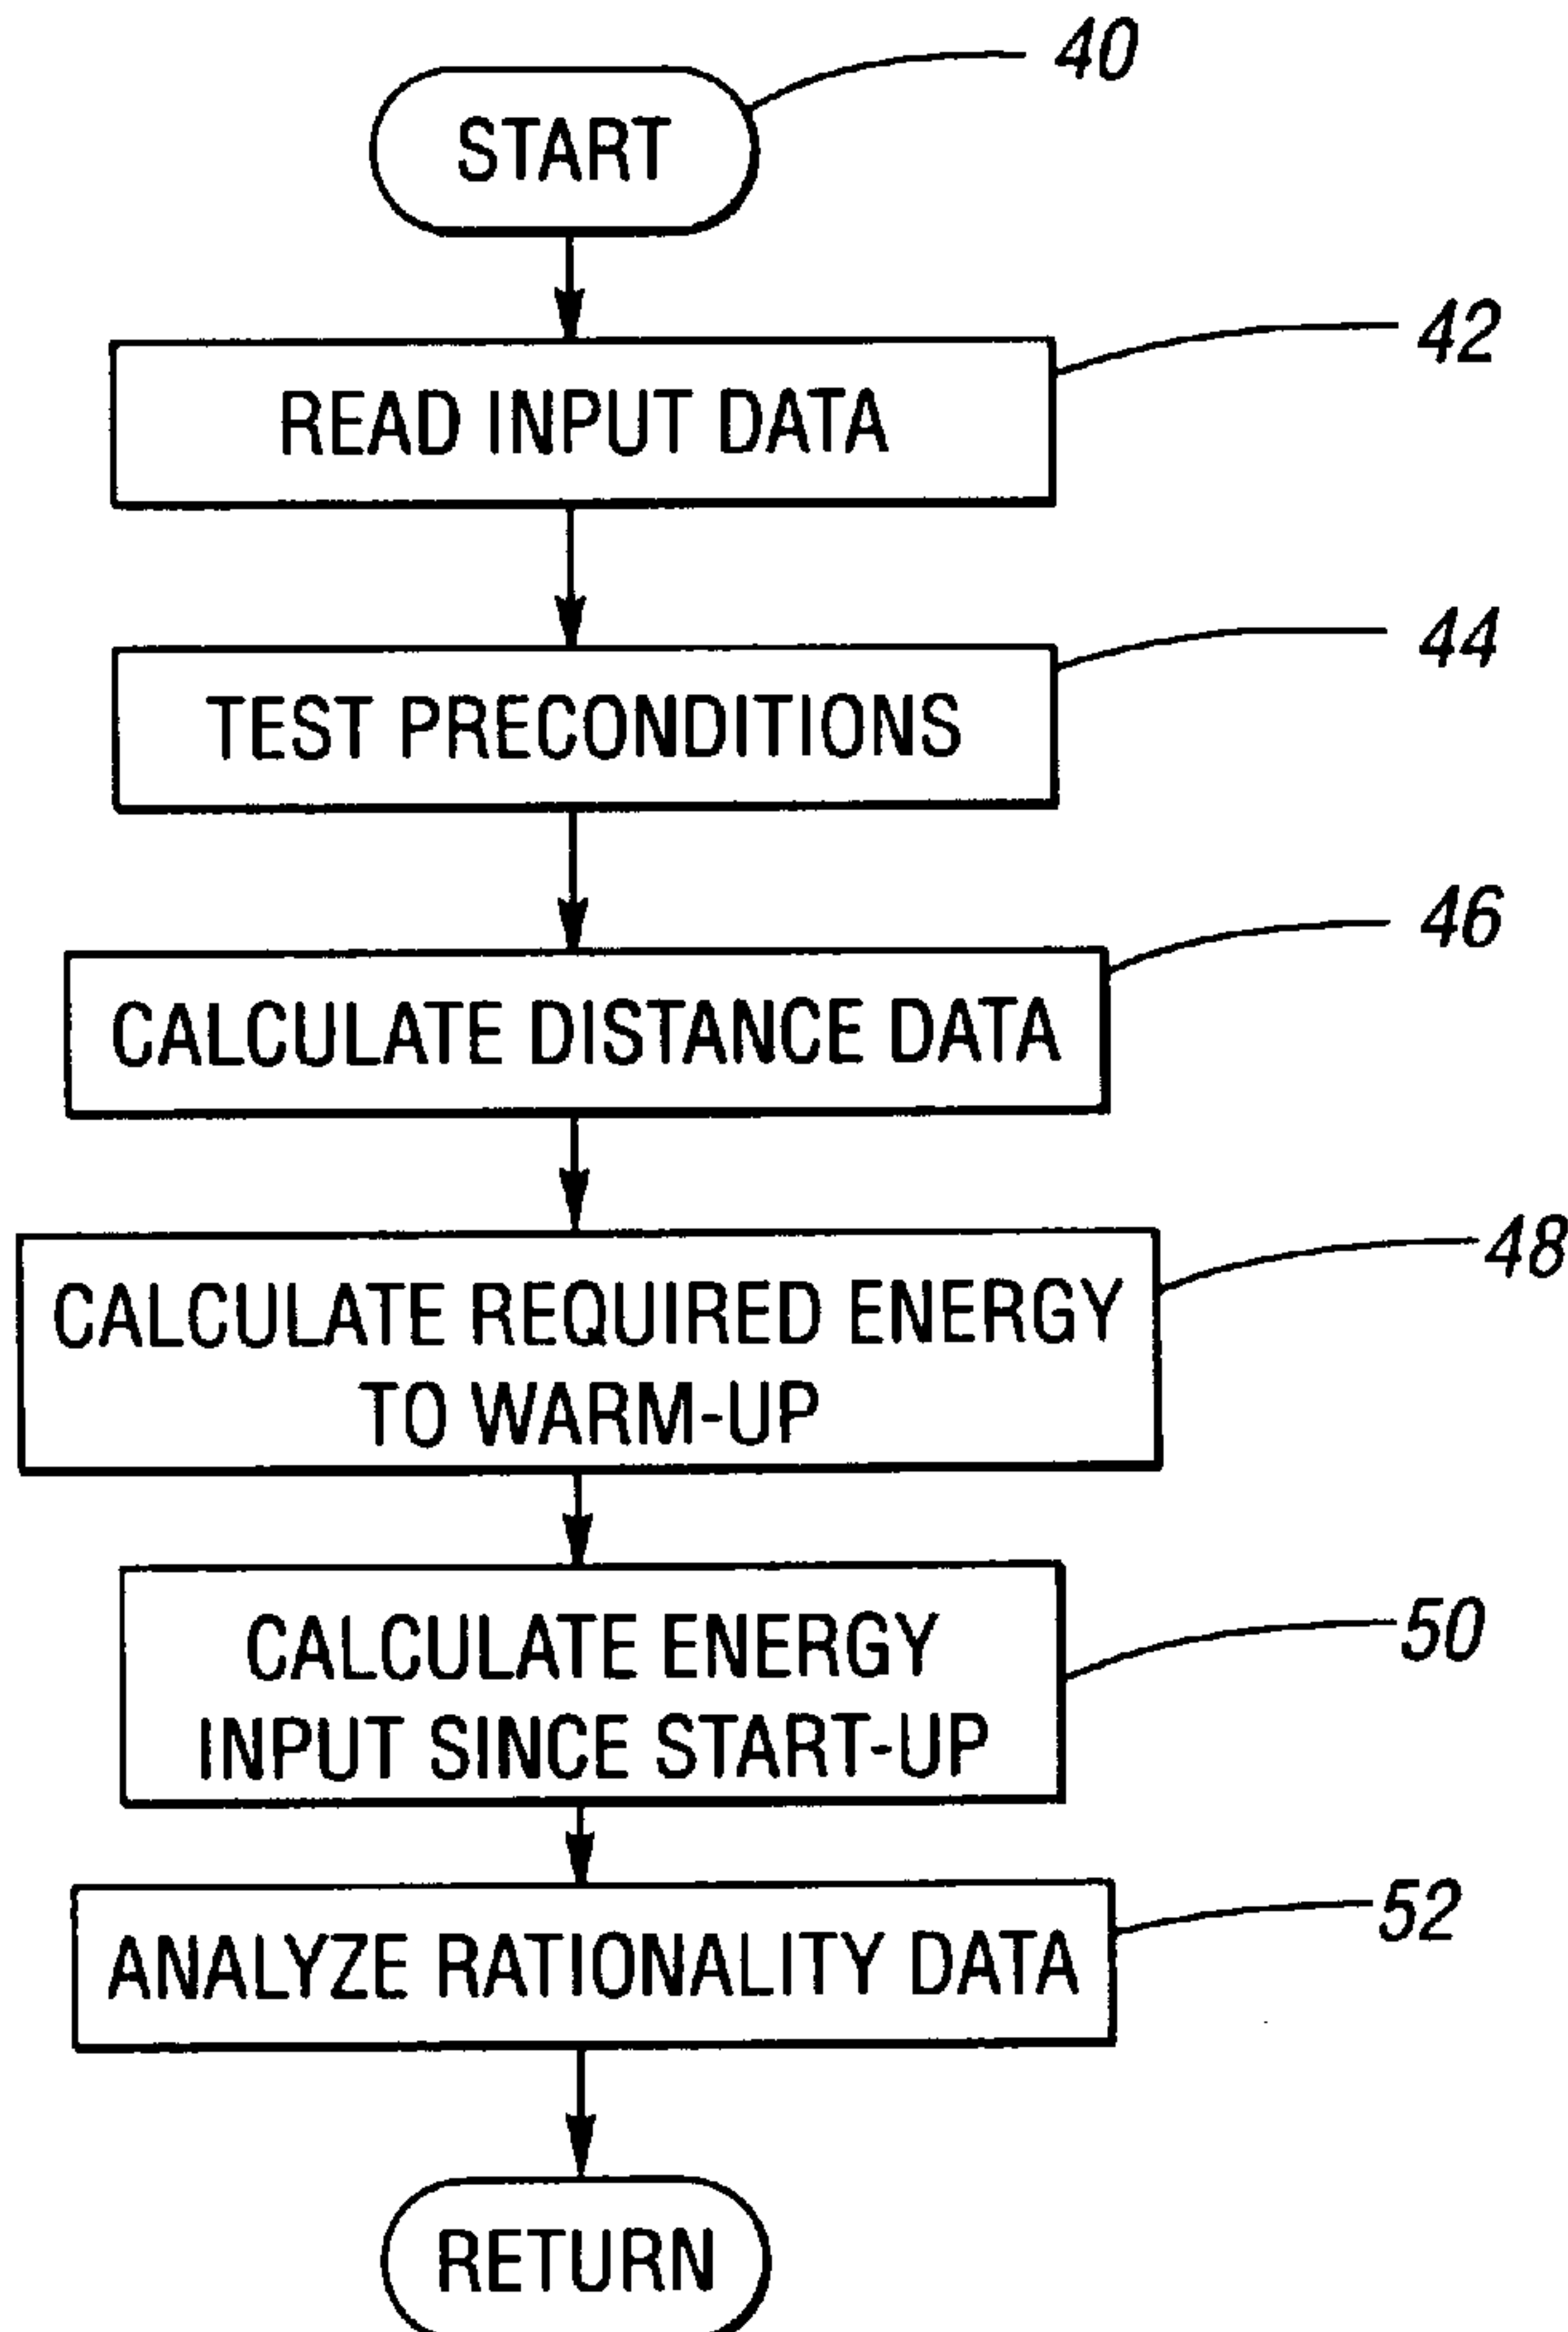 40
START
42
READ INPUT DATA
44
TEST PRECONDITIONS
46
CALCULATE DISTANCE DATA
48
CALCULATE REQUIRED ENERGY
TO WARM-UP
50
CALCULATE ENERGY
INPUT SINCE START-UP
52
ANALYZE RATIONALITY DATA
RETURN